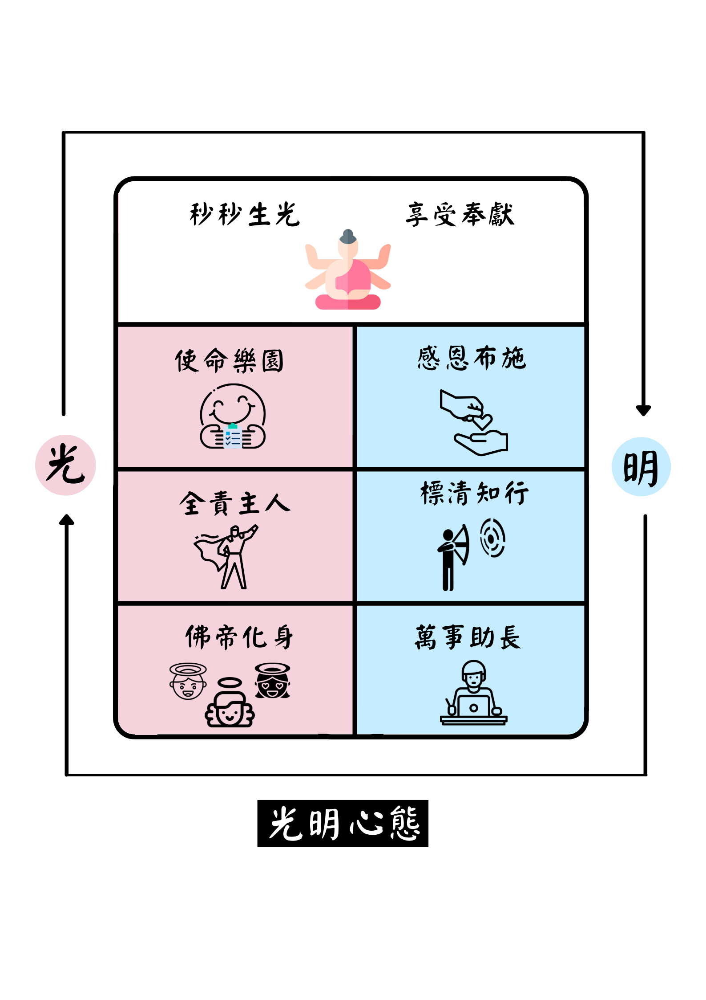 秒秒生光
享受奉獻
使命樂園
感恩布施
光
明
全責主人
標清知行
佛帝化身
萬事助長
光明心態